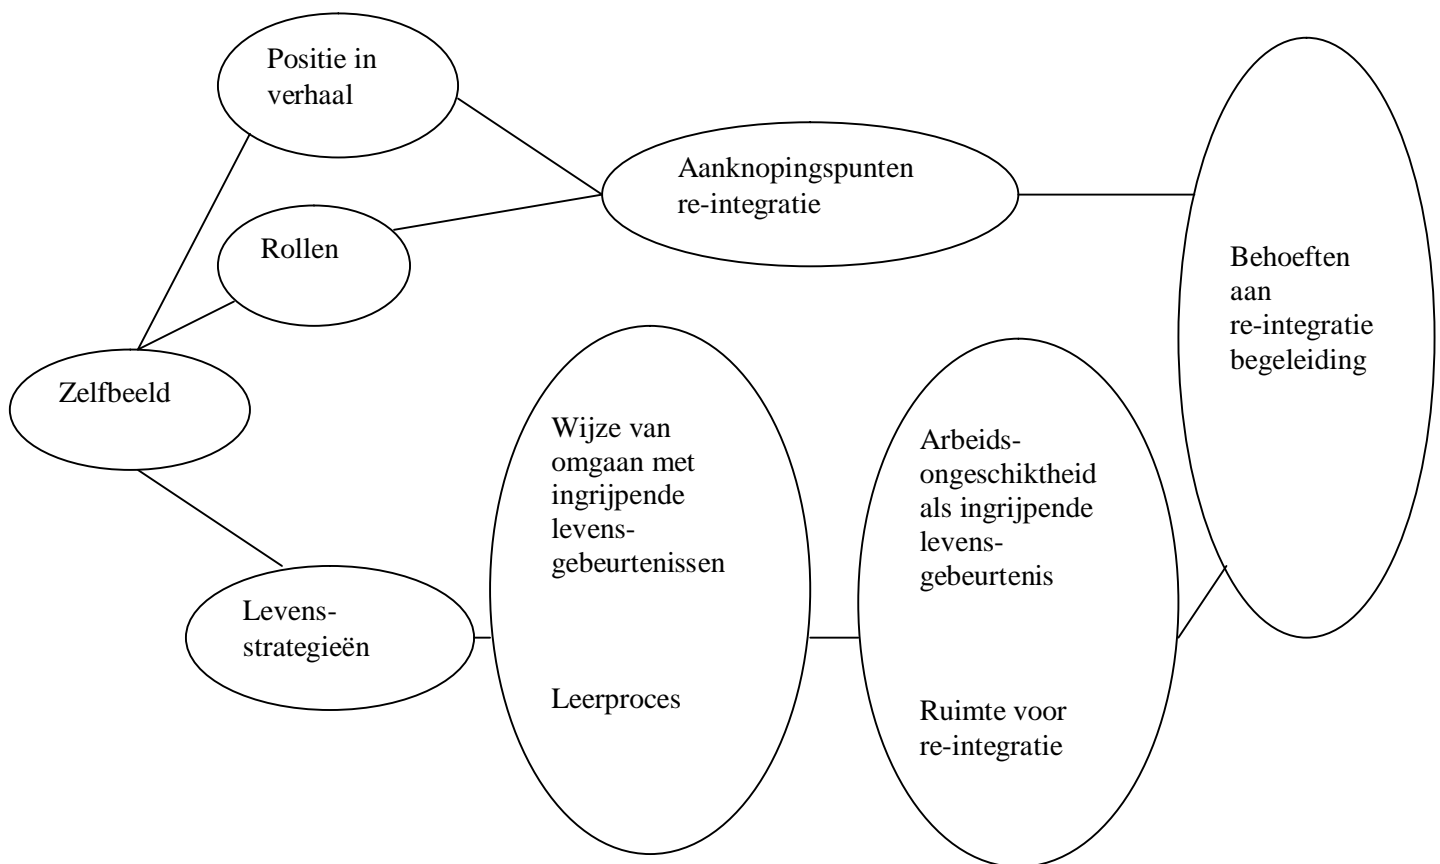 Positie in
verhaal
Rollen
Zelfbeeld
Levens-
strategieën
Aanknopingspunten
re-integratie
Wijze van
omgaan met
ingrijpende
levens-
gebeurtenissen
Leerproces
Arbeids-
ongeschiktheid
als ingrijpende
levens-
gebeurtenis
Ruimte voor
re-integratie
Behoeften
aan
re-integratie
begeleiding